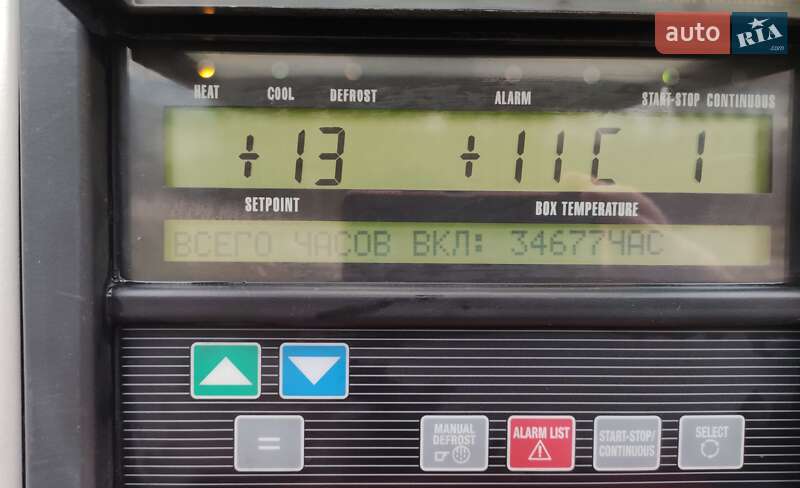 auto RIA .com
HEAT COOL DEFROST ALARM START-STOP CONTINUOUS
+13 +11C 1
SETPOINT BOX TEMPERATURE
ВСЕГО ЧАСОВ ВКЛ: 34677ЧАС
=
MANUAL DEFROST
ALARM LIST
START-STOP/
CONTINUOUS
SELECT